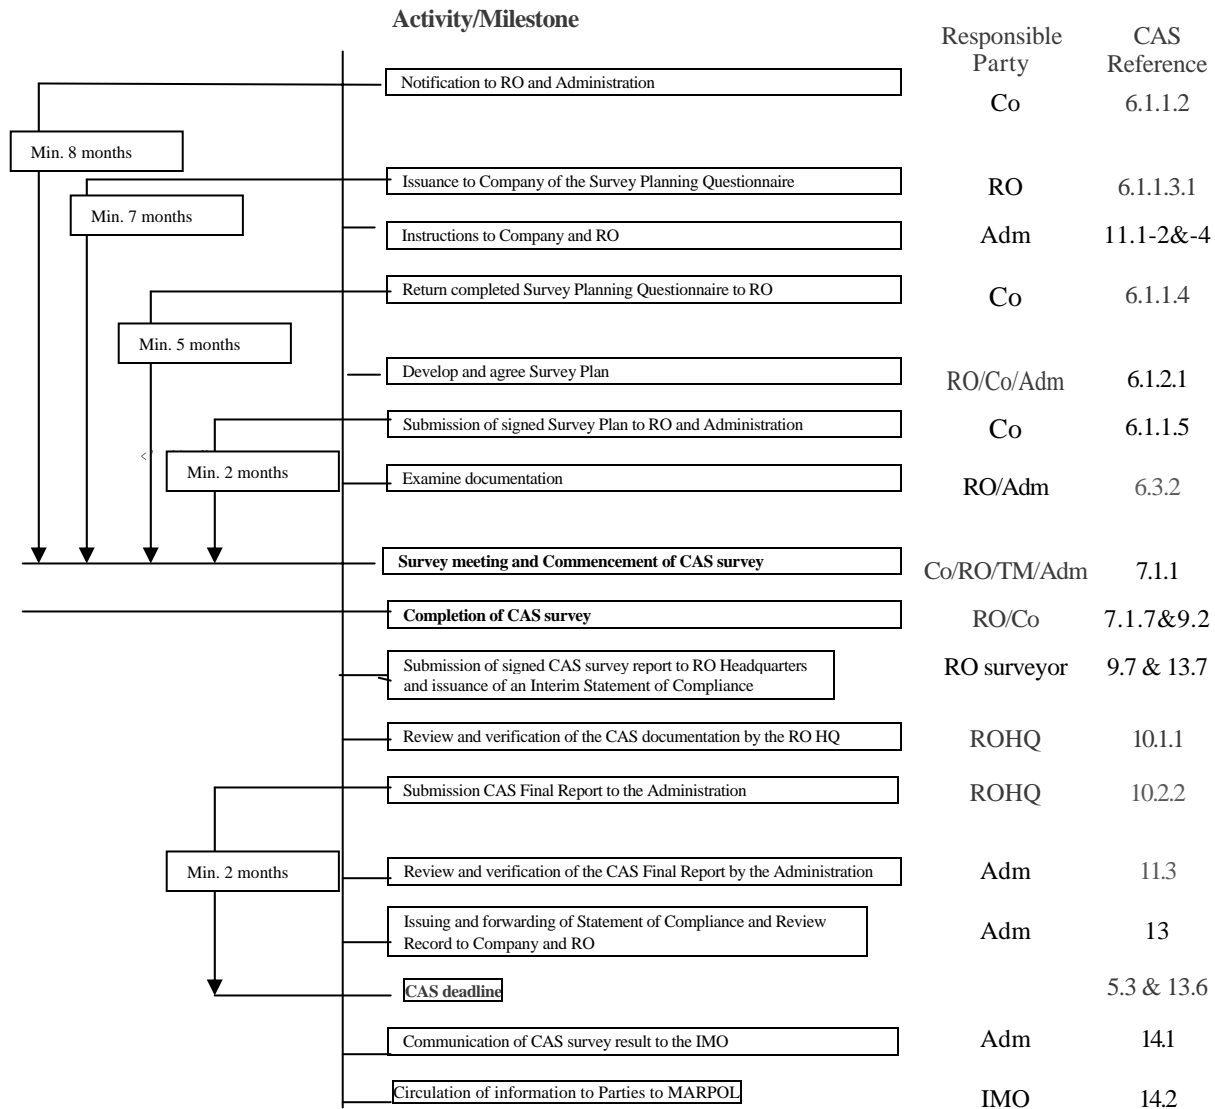 Activity/Milestone
Responsible Party
CAS Reference
Notification to RO and Administration
Co
6.1.1.2
Min. 8 months
Issuance to Company of the Survey Planning Questionnaire
RO
6.1.1.3.1
Min. 7 months
Instructions to Company and RO
Adm
11.1-2&-4
Return completed Survey Planning Questionnaire to RO
Co
6.1.1.4
Min. 5 months
Develop and agree Survey Plan
RO/Co/Adm
6.1.2.1
Submission of signed Survey Plan to RO and Administration
Co
6.1.1.5
<
Min. 2 months
Examine documentation
RO/Adm
6.3.2
Survey meeting and Commencement of CAS survey
Co/RO/TM/Adm
7.1.1
Completion of CAS survey
RO/Co
7.1.7&9.2
Submission of signed CAS survey report to RO Headquarters
and issuance of an Interim Statement of Compliance
RO surveyor
9.7 & 13.7
Review and verification of the CAS documentation by the RO HQ
ROHQ
10.1.1
Submission CAS Final Report to the Administration
ROHQ
10.2.2
Min. 2 months
Review and verification of the CAS Final Report by the Administration
Adm
11.3
Issuing and forwarding of Statement of Compliance and Review
Record to Company and RO
Adm
13
CAS deadline
5.3 & 13.6
Communication of CAS survey result to the IMO
Adm
14.1
Circulation of information to Parties to MARPOL
IMO
14.2